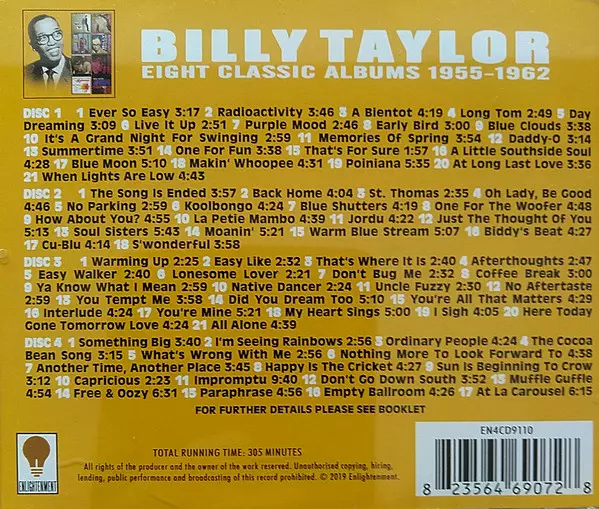 BILLY TAYLOR
EIGHT CLASSIC ALBUMS 1955-1962
DISC 1 1 Ever So Easy 3:17 2 Radioactivity 3:46 3 A Bientot 4:19 4 Long Tom 2:49 5 Day
Dreaming 3:09 6 Live It Up 2:51 7 Purple Mood 2:46 8 Early Bird 3:00 9 Blue Clouds 3:38
10 It's A Grand Night For Swinging 2:59 11 Memories Of Spring 3:54 12 Daddy-O 3:14
13 Summertime 3:51 14 One For Fun 3:38 15 That's For Sure 1:57 16 A Little Southside Soul
4:28 17 Blue Moon 5:10 18 Makin' Whoopee 4:31 19 Poiniana 5:35 20 At Long Last Love 3:36
21 When Lights Are Low 4:43
DISC 2 1 The Song Is Ended 3:57 2 Back Home 4:04 3 St. Thomas 2:35 4 Oh Lady, Be Good
4:46 5 No Parking 2:59 6 Koolbongo 4:24 7 Blue Shutters 4:19 8 One For The Woofer 4:48
9 How About You? 4:55 10 La Petie Mambo 4:39 11 Jordu 4:22 12 Just The Thought Of You
5:13 13 Soul Sisters 5:43 14 Moanin' 5:21 15 Warm Blue Stream 5:07 16 Biddy's Beat 4:27
17 Cu-Blu 4:14 18 S'wonderful 3:58
DISC 3 1 Warming Up 2:25 2 Easy Like 2:32 3 That's Where It Is 2:40 4 Afterthoughts 2:47
5 Easy Walker 2:40 6 Lonesome Lover 2:21 7 Don't Bug Me 2:32 8 Coffee Break 3:00
9 Ya Know What I Mean 2:59 10 Native Dancer 2:24 11 Uncle Fuzzy 2:30 12 No Aftertaste
2:59 13 You Tempt Me 3:58 14 Did You Dream Too 5:10 15 You're All That Matters 4:29
16 Interlude 4:24 17 You're Mine 5:21 18 My Heart Sings 5:00 19 I Sigh 4:05 20 Here Today
Gone Tomorrow Love 4:24 21 All Alone 4:39
DISC 4 1 Something Big 3:40 2 I'm Seeing Rainbows 2:56 3 Ordinary People 4:24 4 The Cocoa
Bean Song 3:15 5 What's Wrong With Me 2:56 6 Nothing More To Look Forward To 4:38
7 Another Time, Another Place 3:45 8 Happy Is The Cricket 4:27 9 Sun Is Beginning To Crow
3:12 10 Capricious 2:23 11 Impromptu 9:40 12 Don't Go Down South 3:52 15 Muffle Guffle
4:54 14 Free & Oozy 6:31 15 Paraphrase 4:56 16 Empty Ballroom 4:26 17 At La Carousel 6:15
FOR FURTHER DETAILS PLEASE SEE BOOKLET
ENLIGHTENMENT
TOTAL RUNNING TIME: 305 MINUTES
All rights of the producer and the owner of the work reserved. Unauthorised copying, hiring,
lending, public performance and broadcasting of this record prohibited. © 2019 Enlightenment.
EN4CD9110
8 23564 69072 8